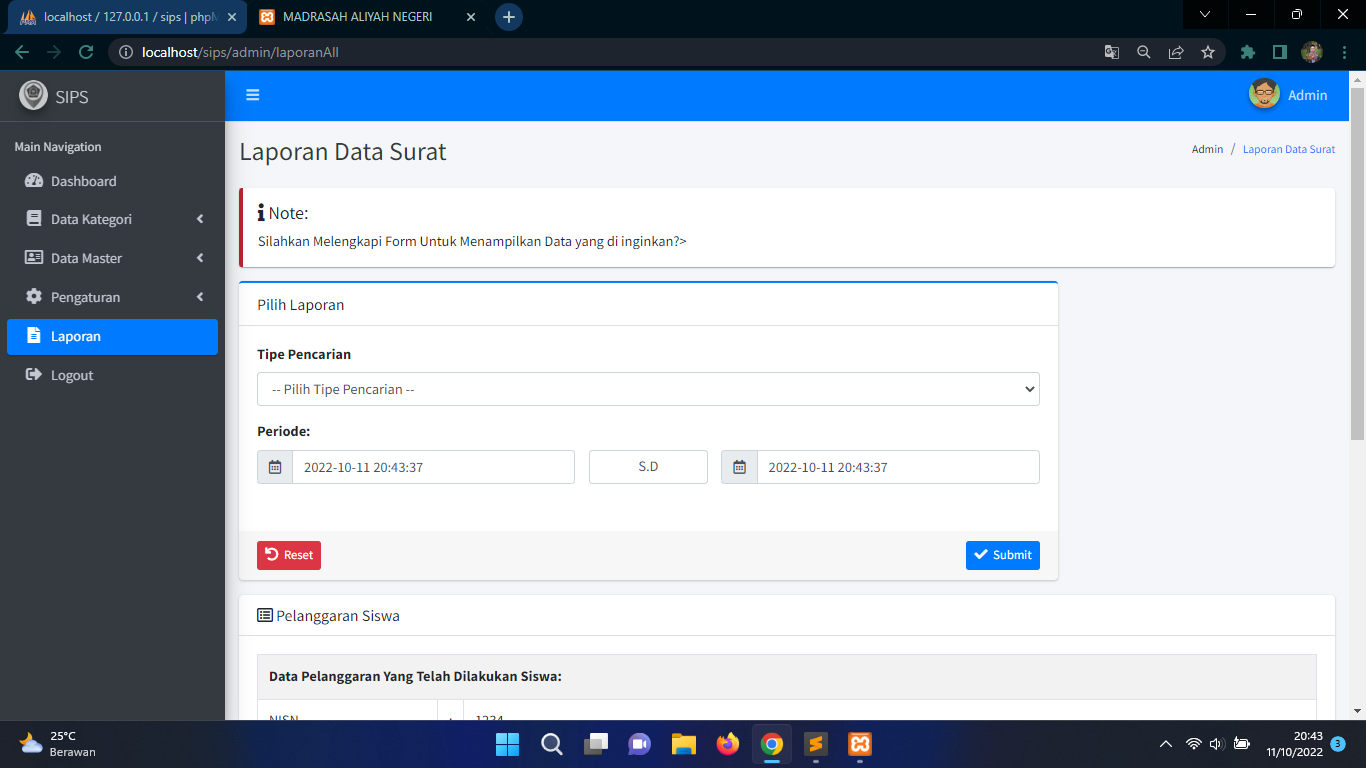 localhost / 127.0.0.1 / sips | phpM
MADRASAH ALIYAH NEGERI
localhost/sips/admin/laporanAll
SIPS
Admin
Main Navigation
Dashboard
Data Kategori
Data Master
Pengaturan
Laporan
Logout
Laporan Data Surat
Admin / Laporan Data Surat
Note:
Silahkan Melengkapi Form Untuk Menampilkan Data yang di inginkan?>
Pilih Laporan
Tipe Pencarian
-- Pilih Tipe Pencarian --
Periode:
2022-10-11 20:43:37
S.D
2022-10-11 20:43:37
Reset
Submit
Pelanggaran Siswa
Data Pelanggaran Yang Telah Dilakukan Siswa:
NISN : 1234
25°C
Berawan
20:43
11/10/2022
3